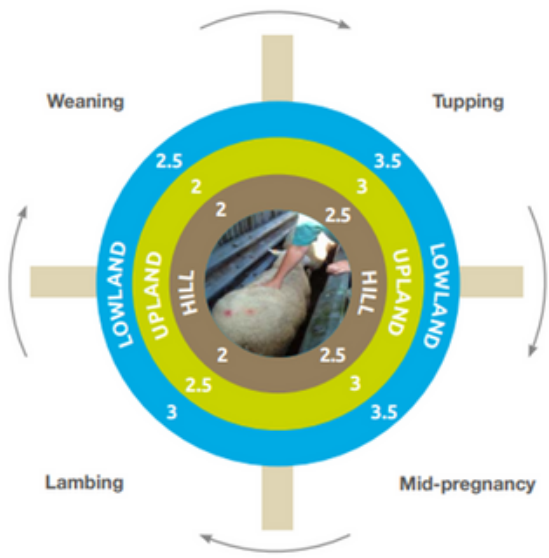 Weaning
Tupping
2.5
3.5
2
3
2
2.5
LOWLAND
UPLAND
HILL
HILL
UPLAND
LOWLAND
2
2.5
2.5
3
3
3.5
Lambing
Mid-pregnancy